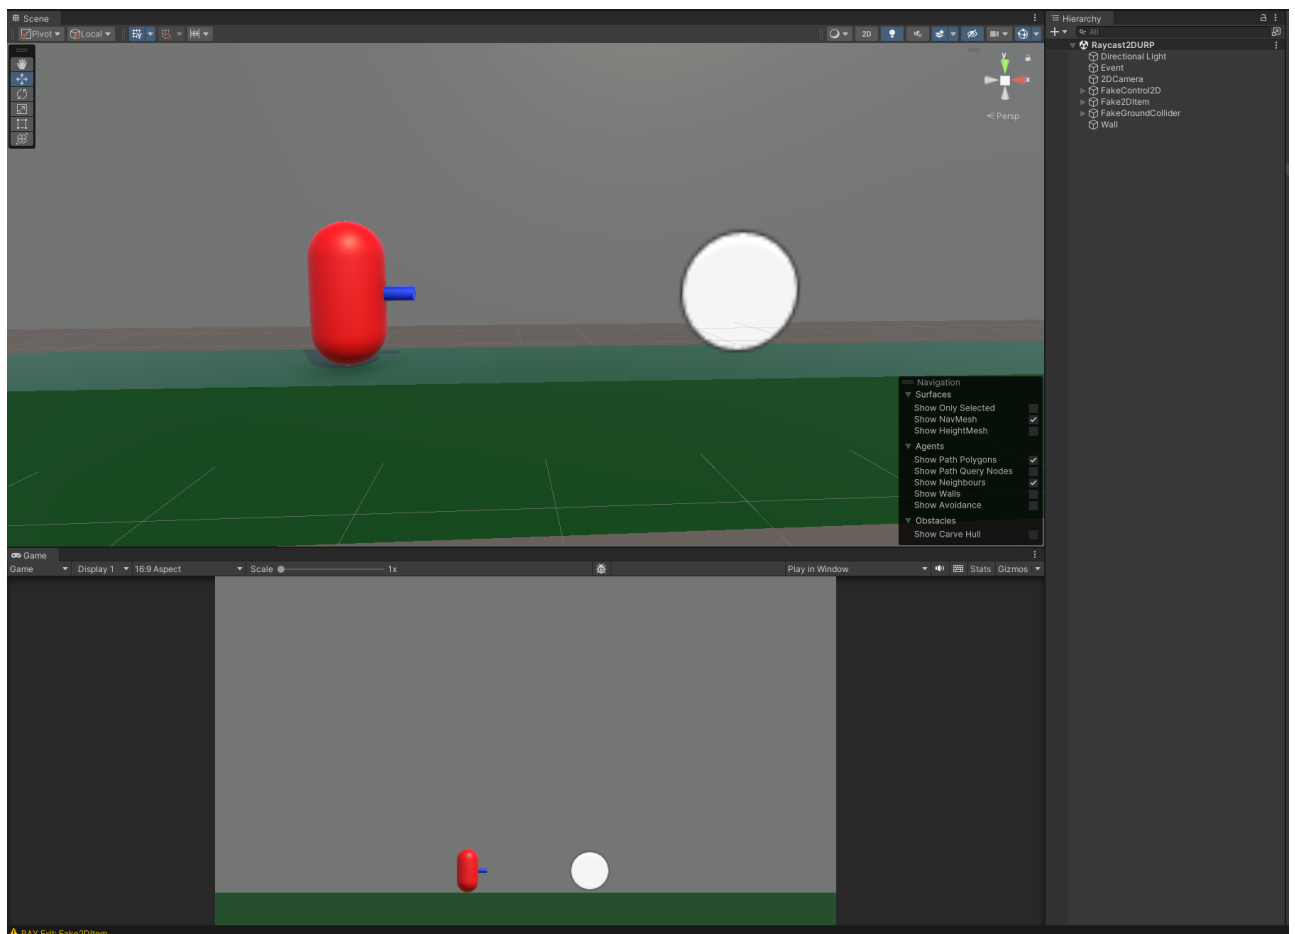 Scene
Hierarchy
Pivot Local 2D
All
Raycast2DURP
Directional Light
Event
2DCamera
FakeControl2D
Fake2DItem
FakeGroundCollider
Wall
y
x
Persp
Navigation
Surfaces
Show Only Selected
Show NavMesh
Show HeightMesh
Agents
Show Path Polygons
Show Path Query Nodes
Show Neighbours
Show Walls
Show Avoidance
Obstacles
Show Carve Hull
Game
Game Display 1 16:9 Aspect Scale 1x Play in Window Stats Gizmos
RAY Exit: Fake2DItem